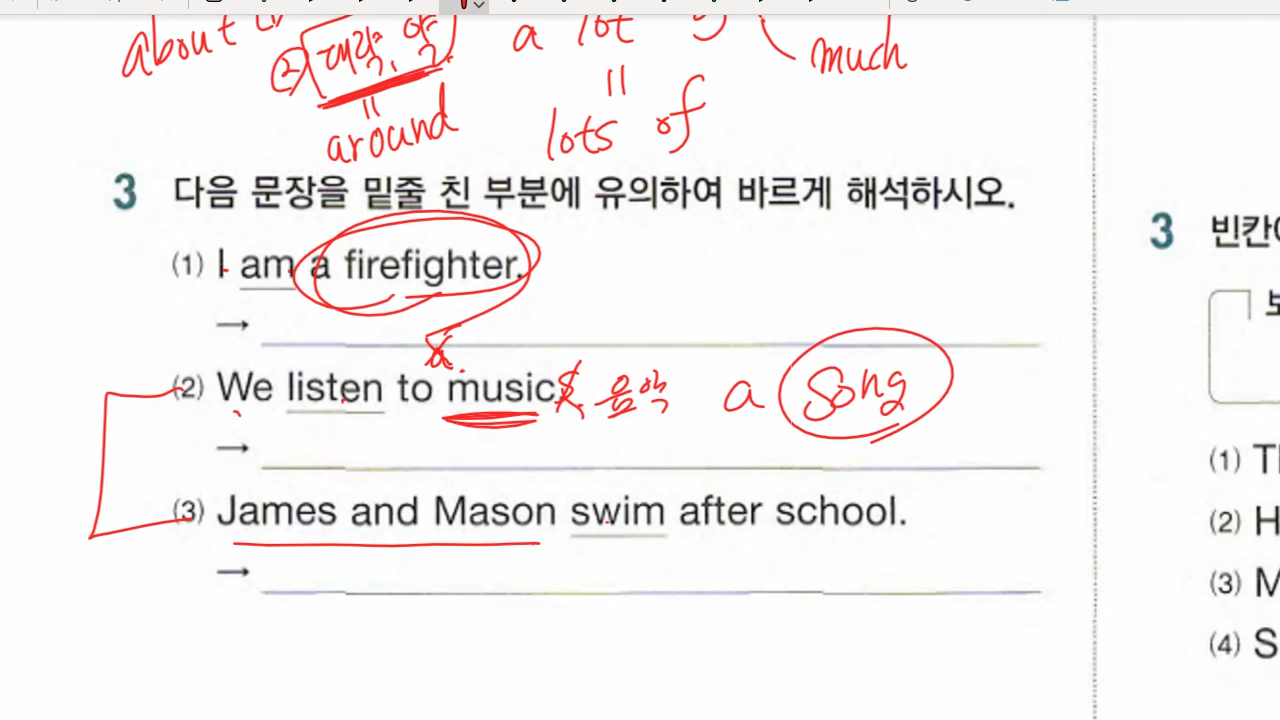 about
② 대략, 약 a lot of
much
=
around
=
lots of
3 다음 문장을 밑줄 친 부분에 유의하여 바르게 해석하시오.
(1) I am a firefighter.
→
(2) We listen to music. 음악 a song
→
(3) James and Mason swim after school.
→
3 빈칸
(1)
(2) H
(3) M
(4) S